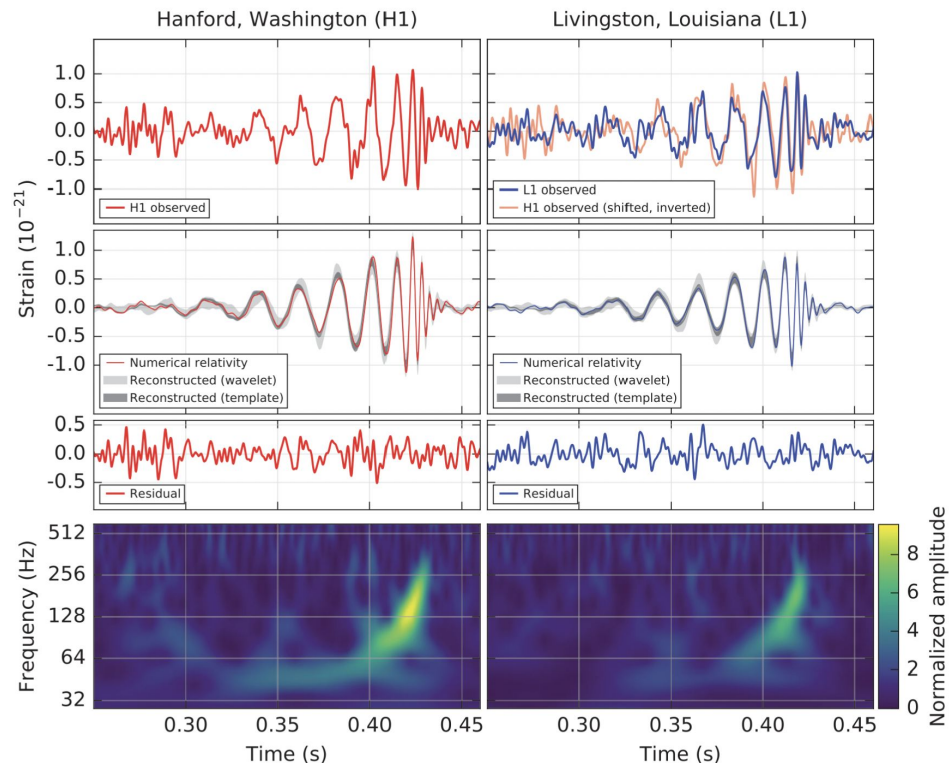 Hanford, Washington (H1)
Livingston, Louisiana (L1)
Strain (10⁻²¹)
1.0
0.5
0.0
-0.5
-1.0
H1 observed
L1 observed
H1 observed (shifted, inverted)
1.0
0.5
0.0
-0.5
-1.0
Numerical relativity
Reconstructed (wavelet)
Reconstructed (template)
Numerical relativity
Reconstructed (wavelet)
Reconstructed (template)
0.5
0.0
-0.5
Residual
Residual
Frequency (Hz)
512
256
128
64
32
0.30
0.35
0.40
0.45
Time (s)
0.30
0.35
0.40
0.45
Time (s)
Normalized amplitude
8
6
4
2
0